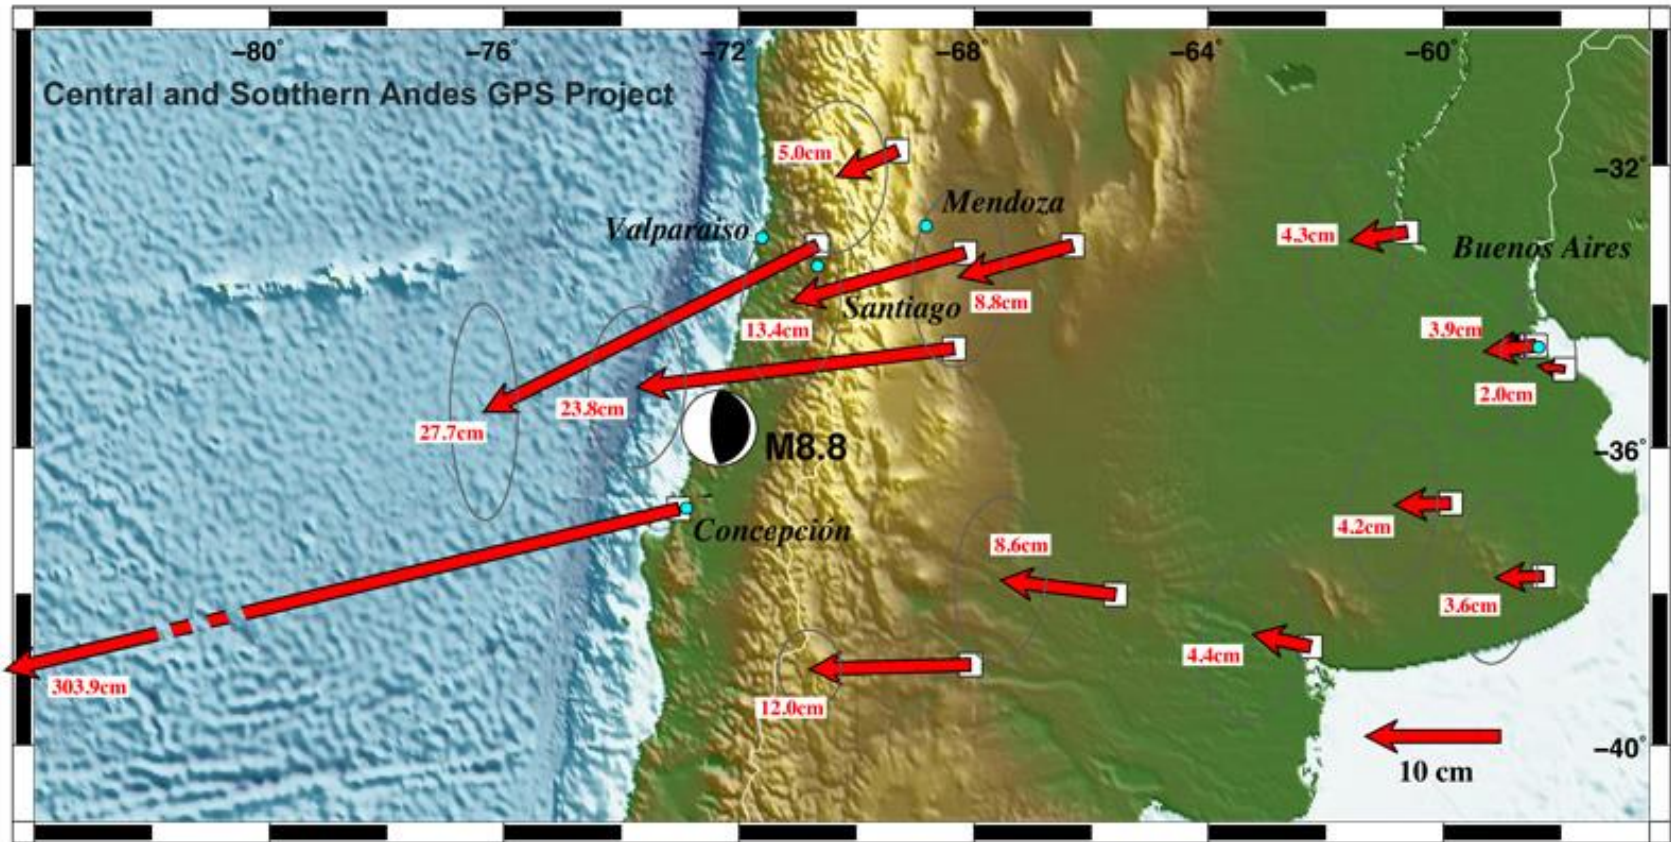 −80°
−76°
−72°
−68°
−64°
−60°
Central and Southern Andes GPS Project
5.0cm
−32°
Mendoza
Valparaiso
4.3cm
Buenos Aires
Santiago
8.8cm
13.4cm
3.9cm
2.0cm
23.8cm
27.7cm
M8.8
−36°
Concepción
4.2cm
8.6cm
3.6cm
4.4cm
303.9cm
12.0cm
−40°
10 cm